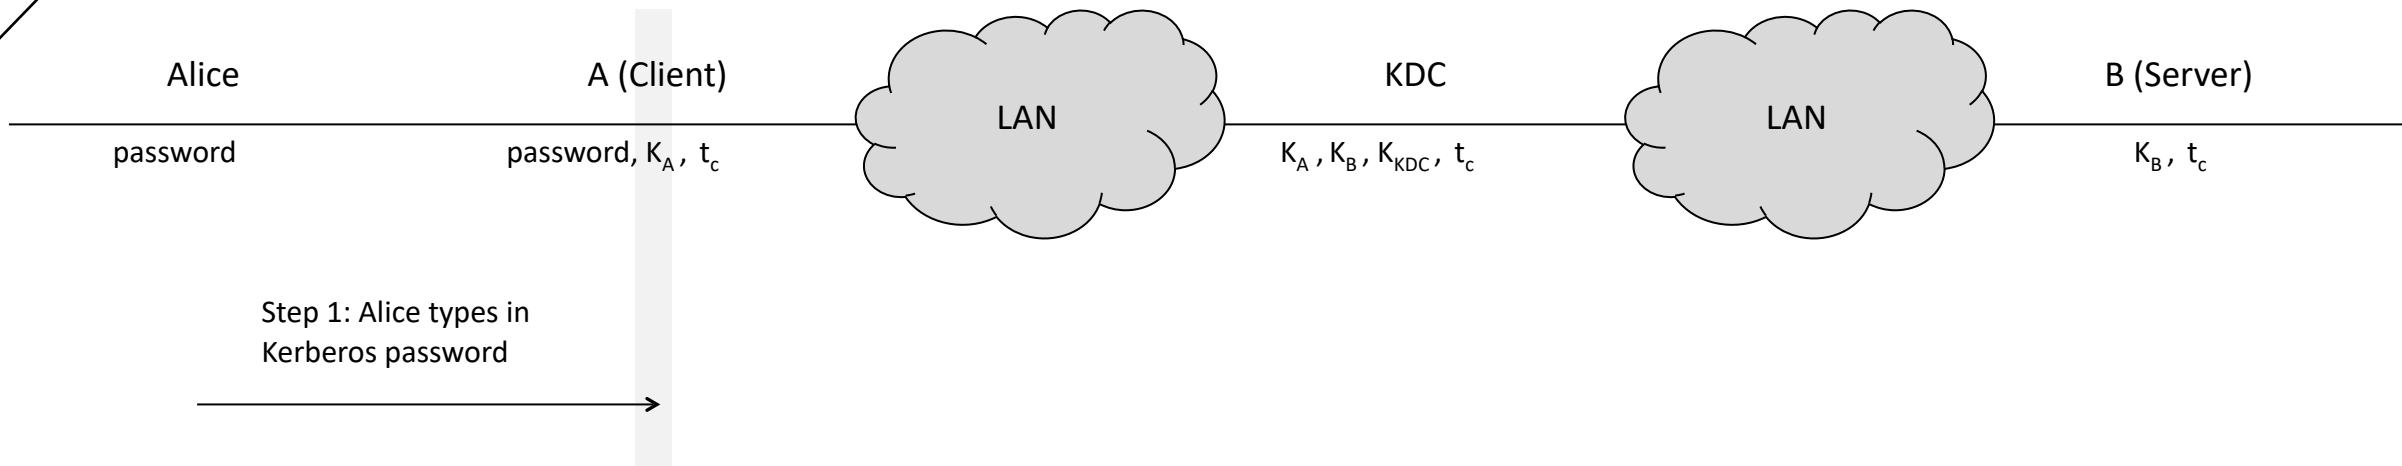 Alice A (Client) LAN KDC LAN B (Server)
password password, K_A , t_c K_A , K_B , K_KDC , t_c K_B , t_c
Step 1: Alice types in
Kerberos password